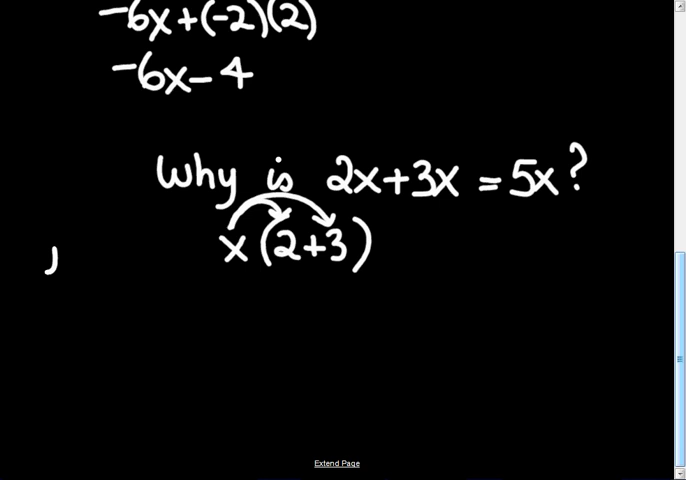 -6x+(-2)(2)
-6x-4
Why is 2x+3x=5x?
x(2+3)
Extend Page